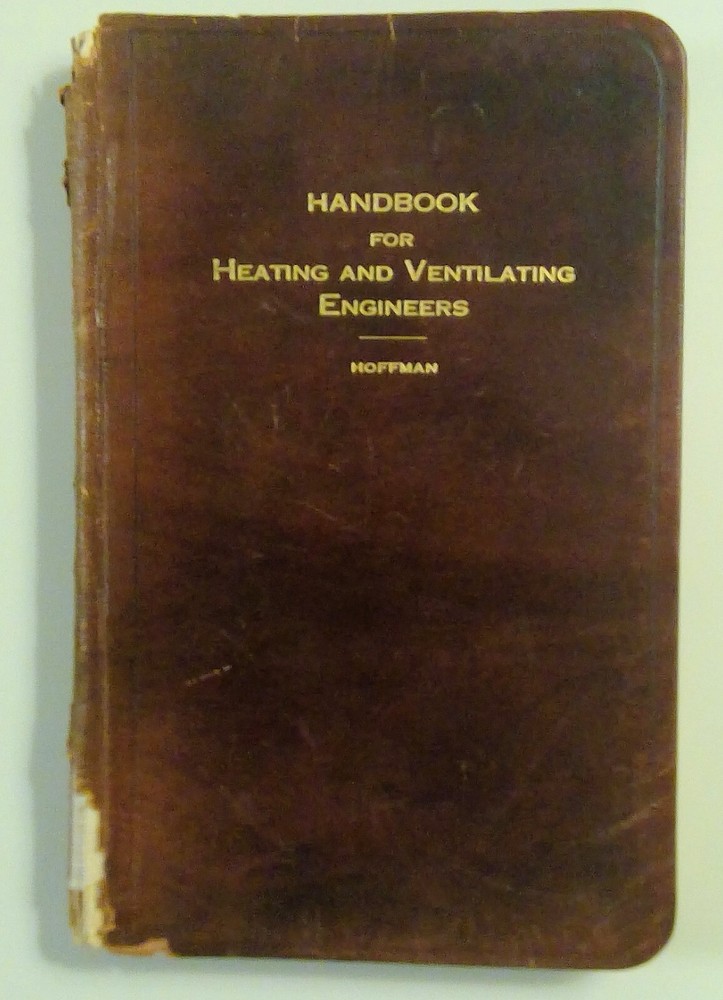 HANDBOOK
FOR
HEATING AND VENTILATING
ENGINEERS
HOFFMAN